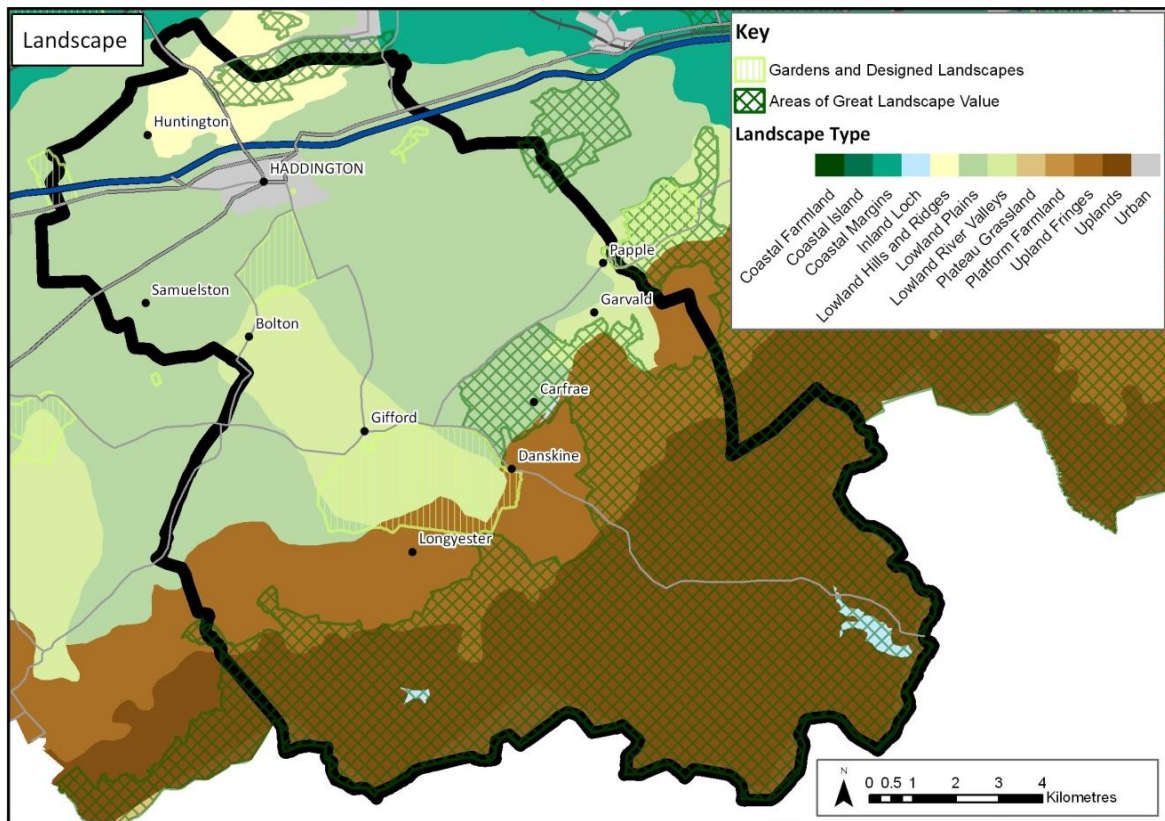 Landscape
Key
Gardens and Designed Landscapes
Areas of Great Landscape Value
Landscape Type
Coastal Farmland
Coastal Island
Coastal Margins
Inland Loch
Lowland Hills and Ridges
Lowland Plains
Lowland River Valleys
Plateau Grassland
Platform Farmland
Upland Fringes
Uplands
Urban
Huntington
HADDINGTON
Papple
Samuelston
Garvald
Bolton
Carfrae
Gifford
Danskine
Longyester
N
0 0.5 1 2 3 4
Kilometres